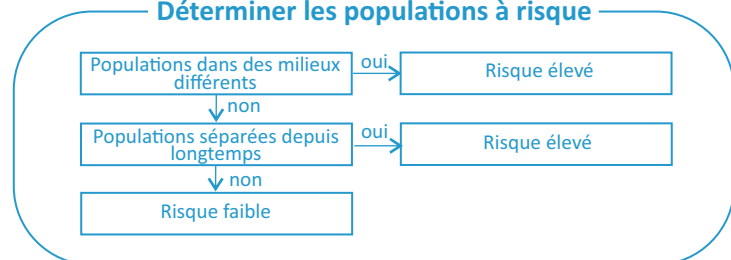 Déterminer les populations à risque
Populations dans des milieux
différents
oui
Risque élevé
non
Populations séparées depuis
longtemps
oui
Risque élevé
non
Risque faible